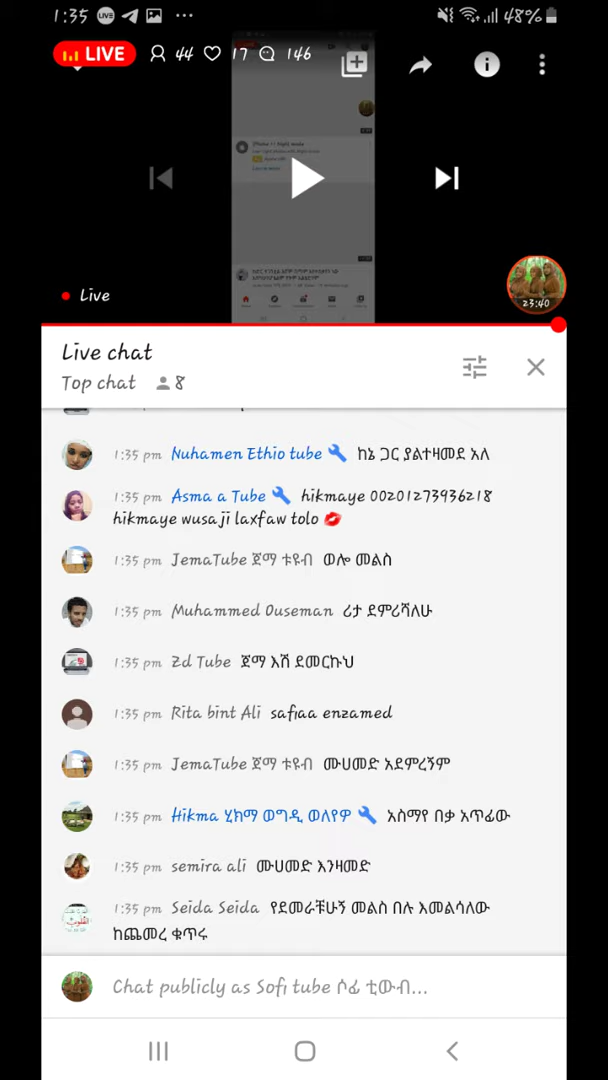 1:35 LIVE 48%
LIVE 44 17 146
Live
23:40
Live chat
Top chat 8
1:35 pm Nuhamen Ethio tube ከኔ ጋር ያልተዛመደ አለ
1:35 pm Asma a Tube hikmaye 00201273936218
hikmaye wusaji laxfaw tolo
1:35 pm JemaTube ጀማ ቱዩብ ወሎ መልስ
1:35 pm Muhammed Ouseman ሪታ ደምሪሻለሁ
1:35 pm Zd Tube ጀማ እሽ ደመርኩህ
1:35 pm Rita bint Ali safiaa enzamed
1:35 pm JemaTube ጀማ ቱዩብ ሙሀመድ አደምረኝም
1:35 pm Hikma ሂክማ ወግዲ ወለየዋ አስማየ በቃ አጥፊው
1:35 pm semira ali ሙሀመድ እንዛመድ
1:35 pm Seida Seida የደመራቹሁኝ መልስ በሉ እመልሳለው
ከጨመረ ቁጥሩ
Chat publicly as Sofi tube ሶፊ ቲውብ...